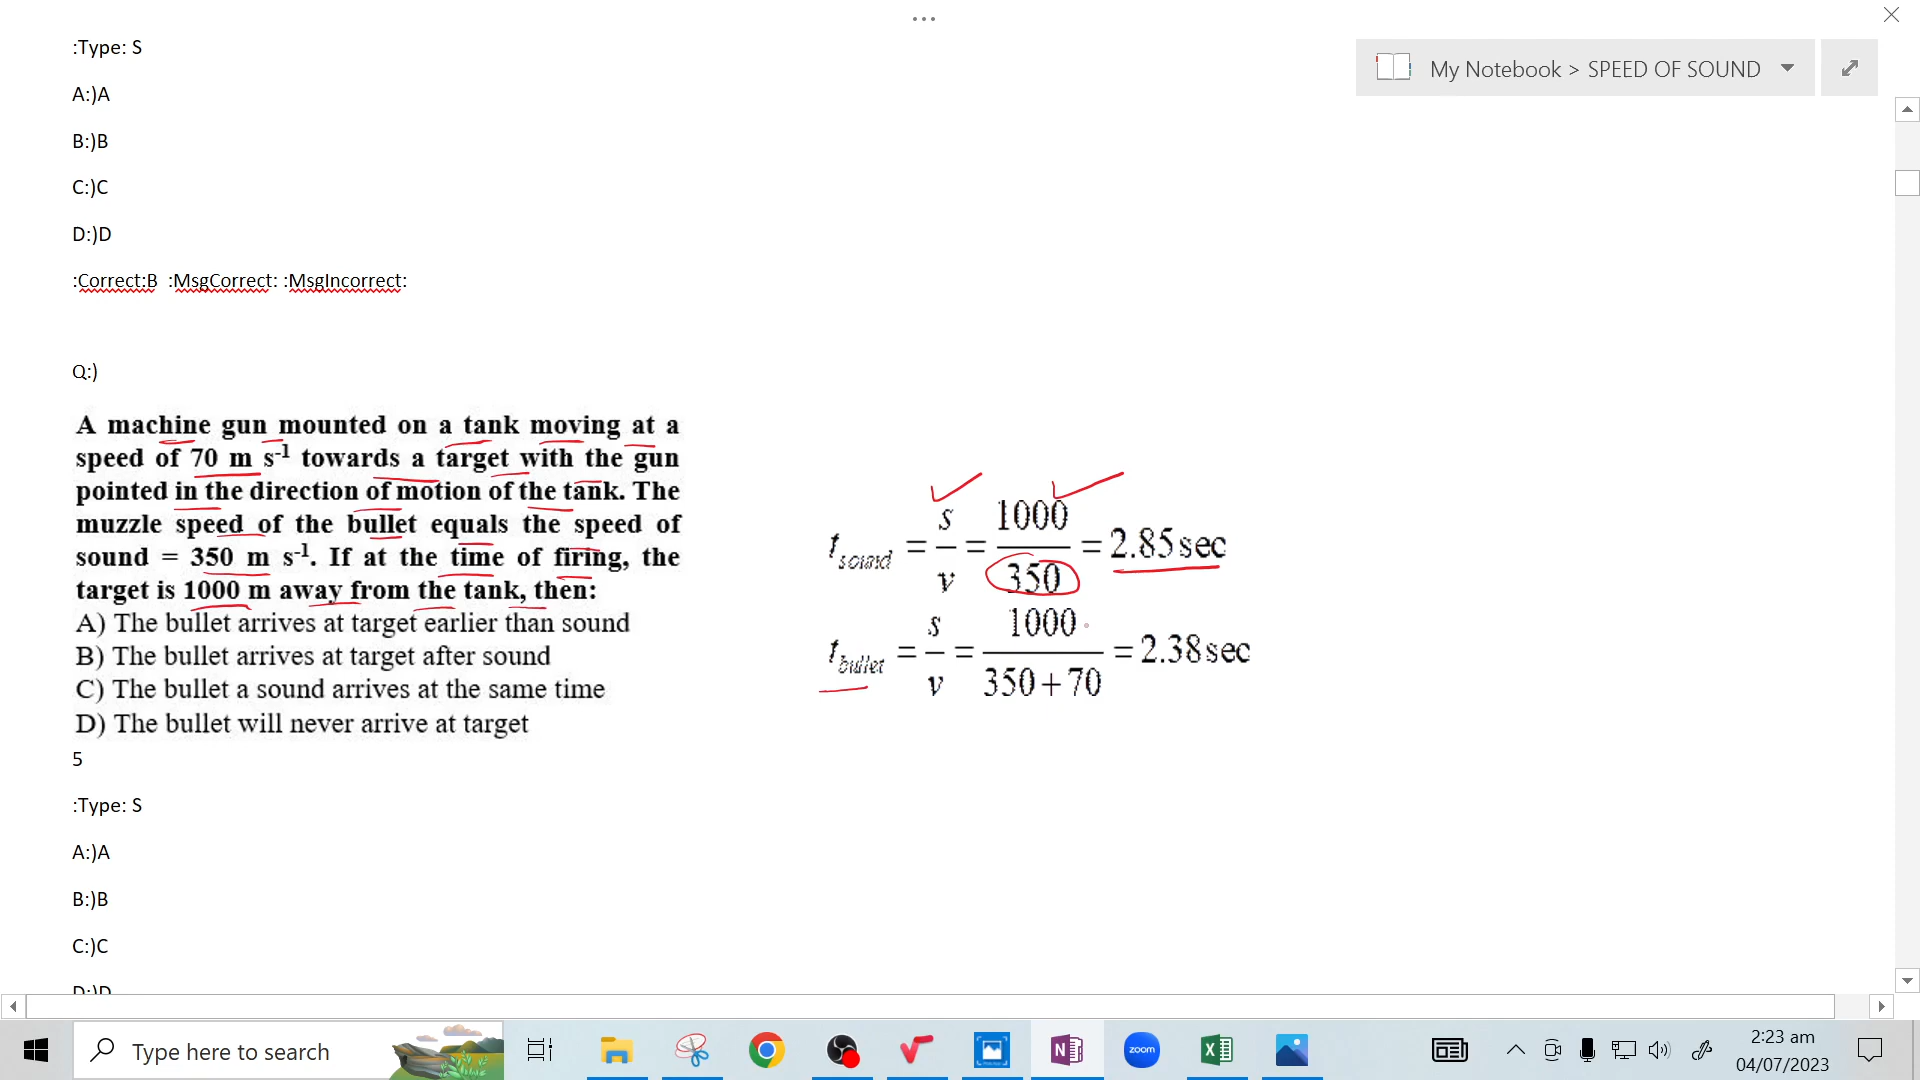 :Type: S
My Notebook > SPEED OF SOUND
A:)A
B:)B
C:)C
D:)D
:Correct:B :MsgCorrect: :MsgIncorrect:
Q:)
A machine gun mounted on a tank moving at a
speed of 70 m s⁻¹ towards a target with the gun
pointed in the direction of motion of the tank. The
muzzle speed of the bullet equals the speed of
sound = 350 m s⁻¹. If at the time of firing, the
target is 1000 m away from the tank, then:
A) The bullet arrives at target earlier than sound
B) The bullet arrives at target after sound
C) The bullet a sound arrives at the same time
D) The bullet will never arrive at target
t_sound = s/v = 1000/350 = 2.85 sec
t_bullet = s/v = 1000/350+70 = 2.38 sec
5
:Type: S
A:)A
B:)B
C:)C
D:)D
Type here to search
zoom
2:23 am
04/07/2023